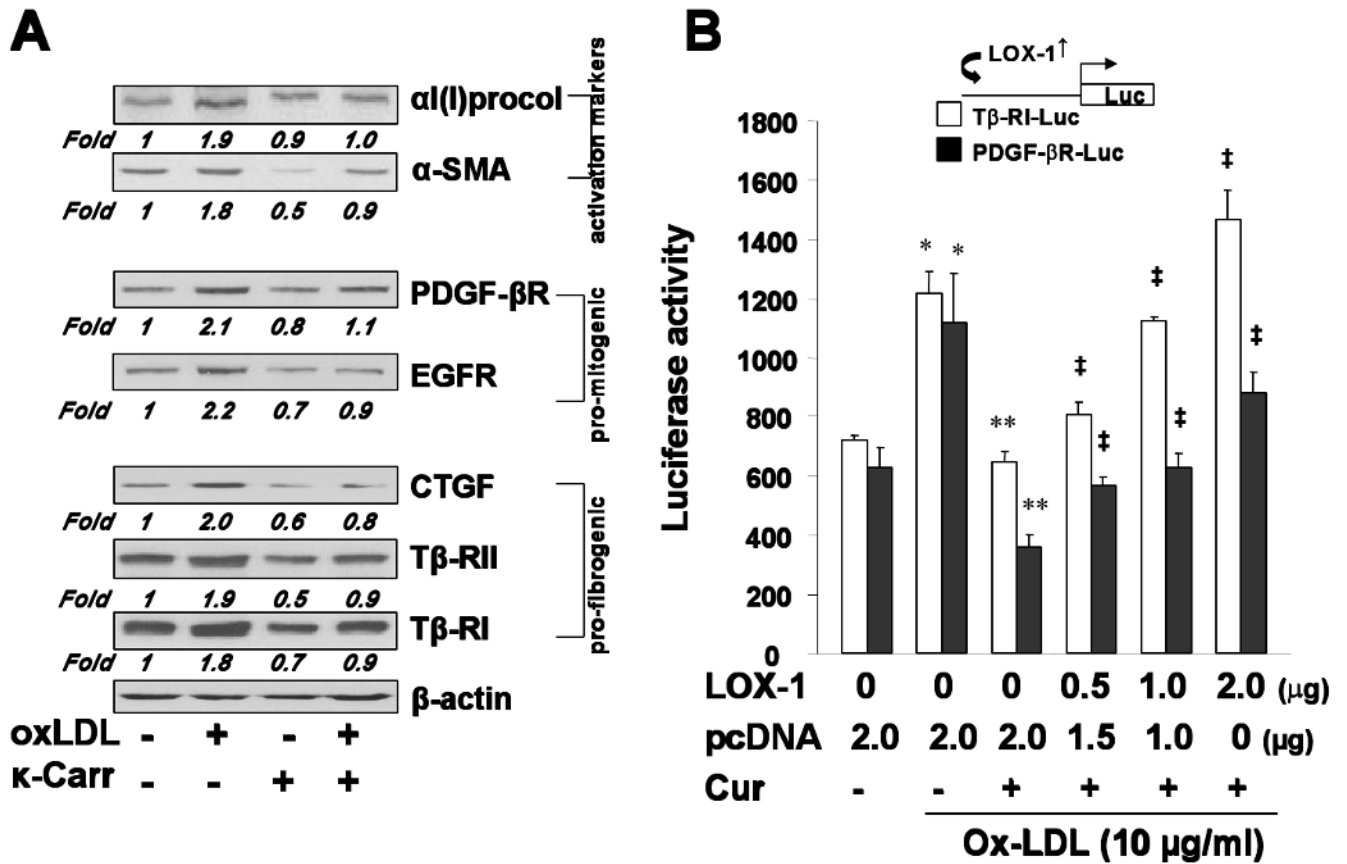 A
αI(I)procol
Fold 1 1.9 0.9 1.0
α-SMA
Fold 1 1.8 0.5 0.9
activation markers
PDGF-βR
Fold 1 2.1 0.8 1.1
EGFR
Fold 1 2.2 0.7 0.9
pro-mitogenic
CTGF
Fold 1 2.0 0.6 0.8
Tβ-RII
Fold 1 1.9 0.5 0.9
Tβ-RI
Fold 1 1.8 0.7 0.9
pro-fibrogenic
β-actin
oxLDL - + - +
κ-Carr - - + +
B
LOX-1↑
Luc
Tβ-RI-Luc
PDGF-βR-Luc
Luciferase activity
1800
1600
1400
1200
1000
800
600
400
200
0
* *
** **
‡ ‡
‡ ‡
‡ ‡
LOX-1 0 0 0 0.5 1.0 2.0 (µg)
pcDNA 2.0 2.0 2.0 1.5 1.0 0 (µg)
Cur - - + + + +
Ox-LDL (10 µg/ml)